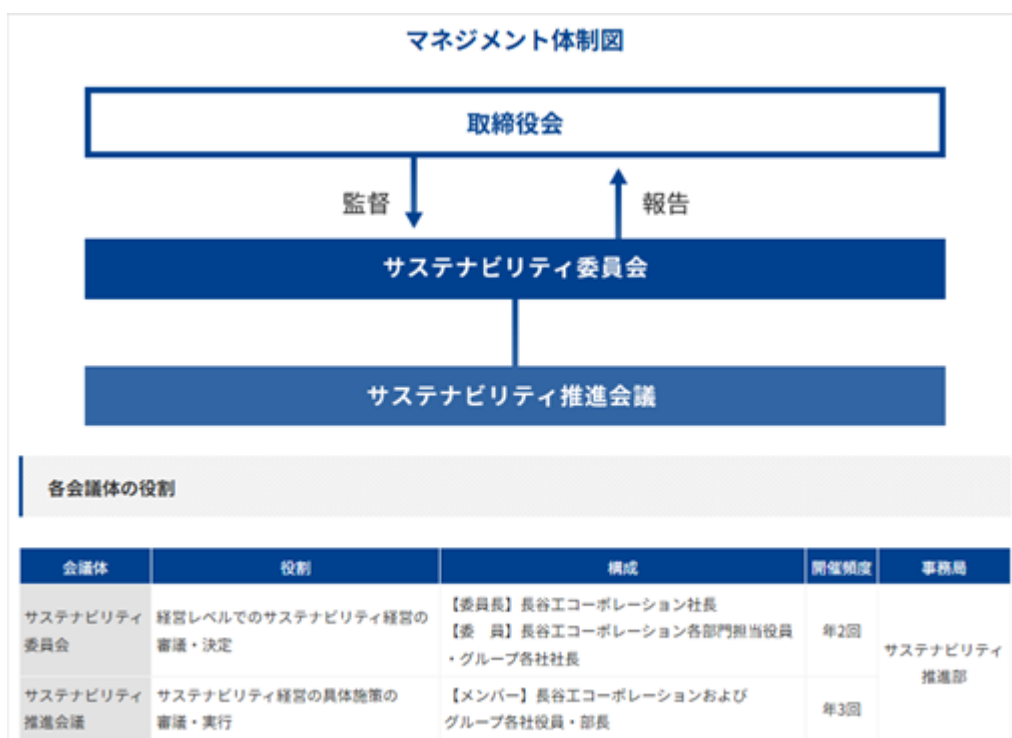 マネジメント体制図
取締役会
監督
報告
サステナビリティ委員会
サステナビリティ推進会議
各会議体の役割
会議体
役割
構成
開催頻度
事務局
サステナビリティ
委員会
経営レベルでのサステナビリティ経営の
審議・決定
【委員長】長谷工コーポレーション社長
【委　員】長谷工コーポレーション各部門担当役員
・グループ各社社長
年2回
サステナビリティ
推進部
サステナビリティ
推進会議
サステナビリティ経営の具体施策の
審議・実行
【メンバー】長谷工コーポレーションおよび
グループ各社役員・部長
年3回